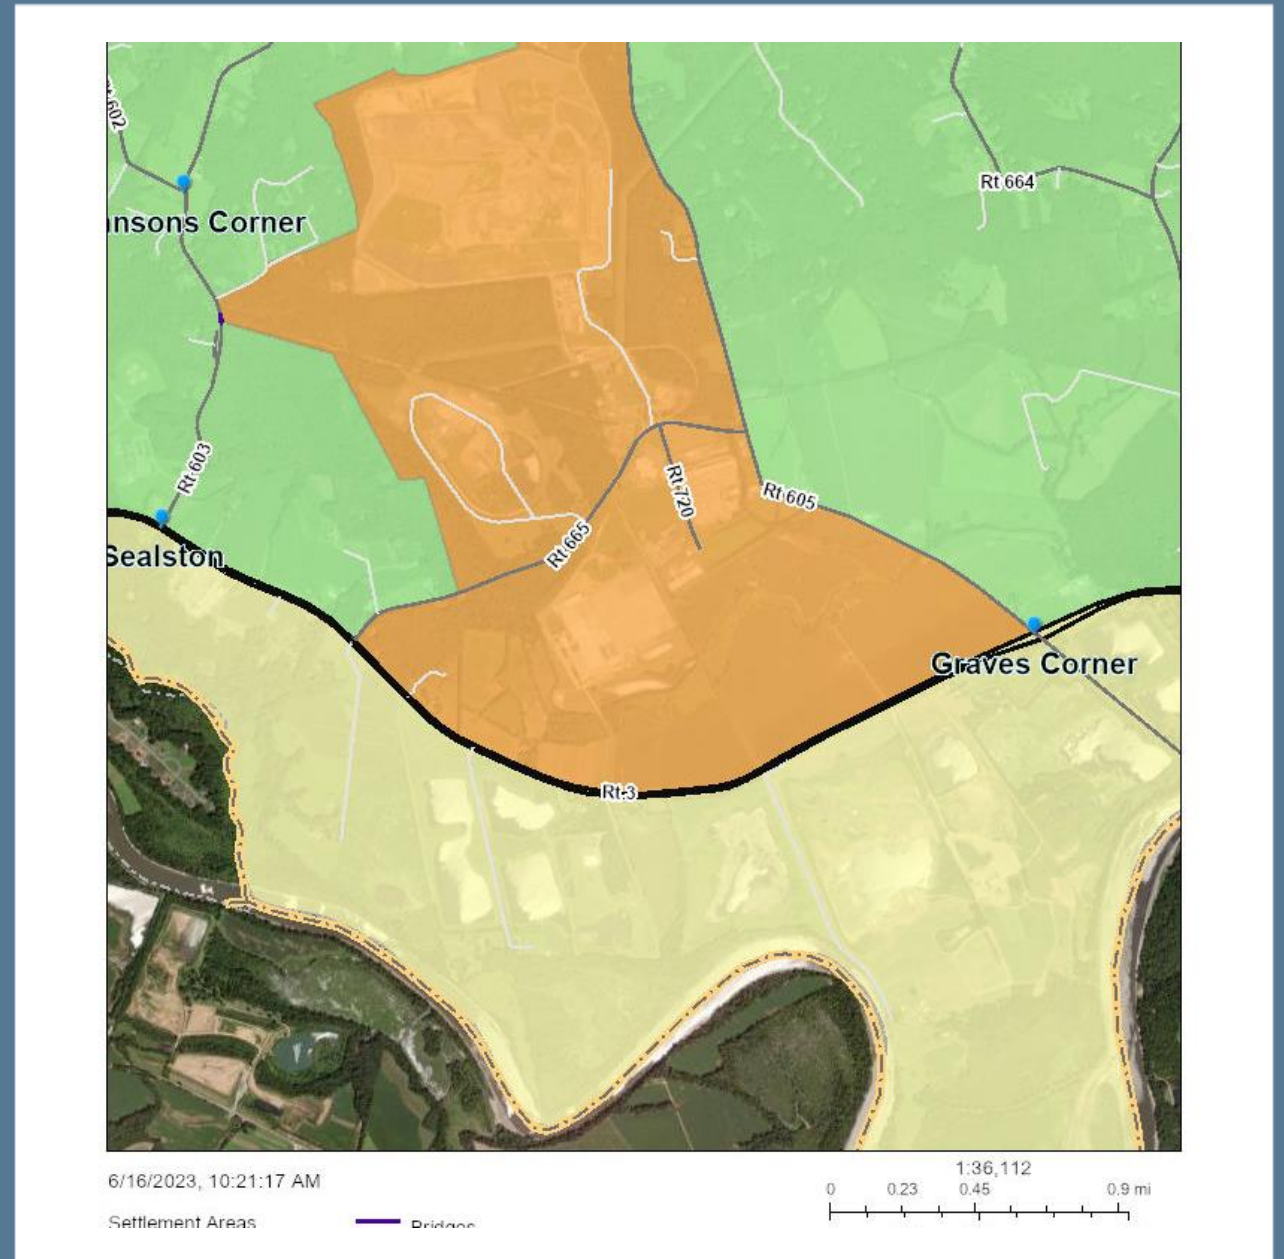 602
Rt 664
nsons Corner
Rt 603
Rt 720
Rt 605
Rt 665
Sealston
Graves Corner
Rt 3
6/16/2023, 10:21:17 AM
1:36,112
0 0.23 0.45 0.9 mi
Settlement Areas Bridges